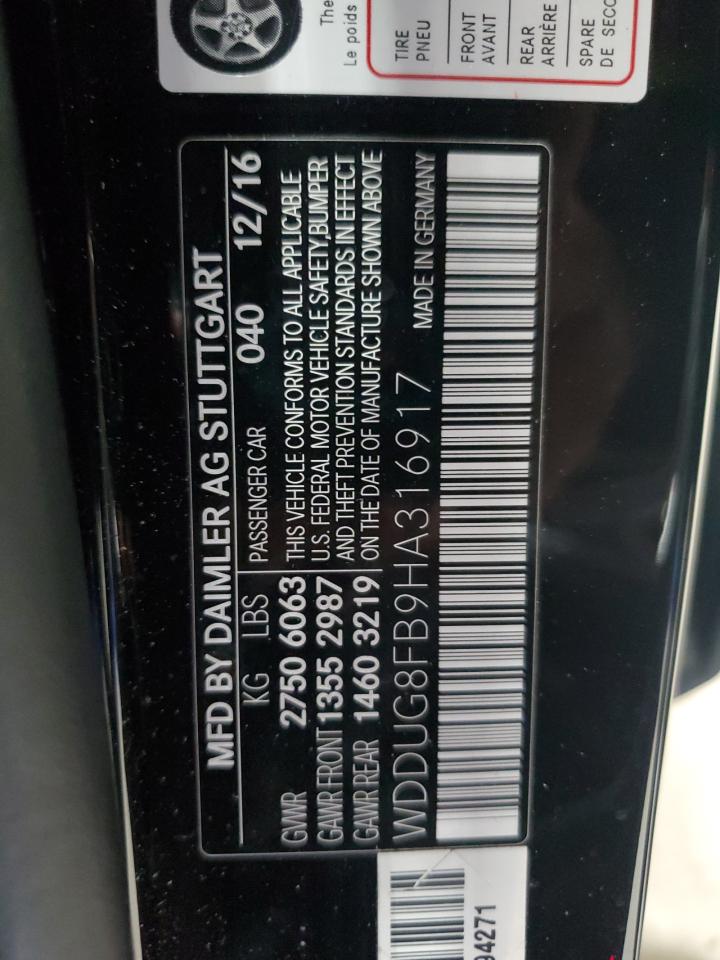 The
Le poids
TIRE
PNEU
FRONT
AVANT
REAR
ARRIÈRE
SPARE
DE SECO
MFD BY DAIMLER AG STUTTGART
KG LBS PASSENGER CAR 040 12/16
GWR 2750 6063
GAWR FRONT 1355 2987
GAWR REAR 1460 3219
THIS VEHICLE CONFORMS TO ALL APPLICABLE
U.S. FEDERAL MOTOR VEHICLE SAFETY,BUMPER
AND THEFT PREVENTION STANDARDS IN EFFECT
ON THE DATE OF MANUFACTURE SHOWN ABOVE
WDDUG8FB9HA316917 MADE IN GERMANY
94271